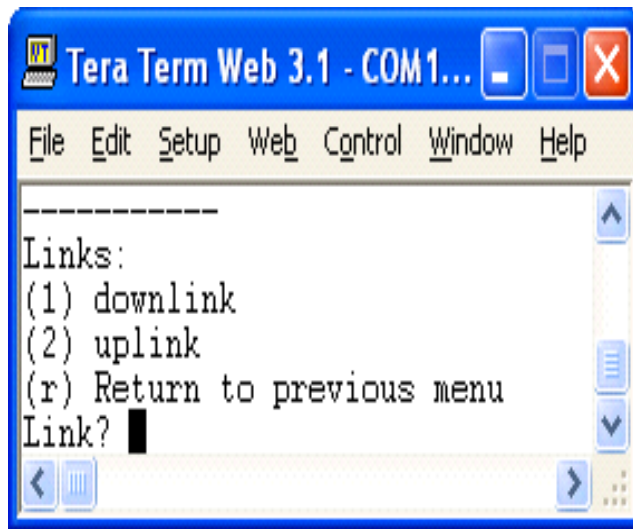 Tera Term Web 3.1 - COM1...
File Edit Setup Web Control Window Help
-----------
Links:
(1) downlink
(2) uplink
(r) Return to previous menu
Link?